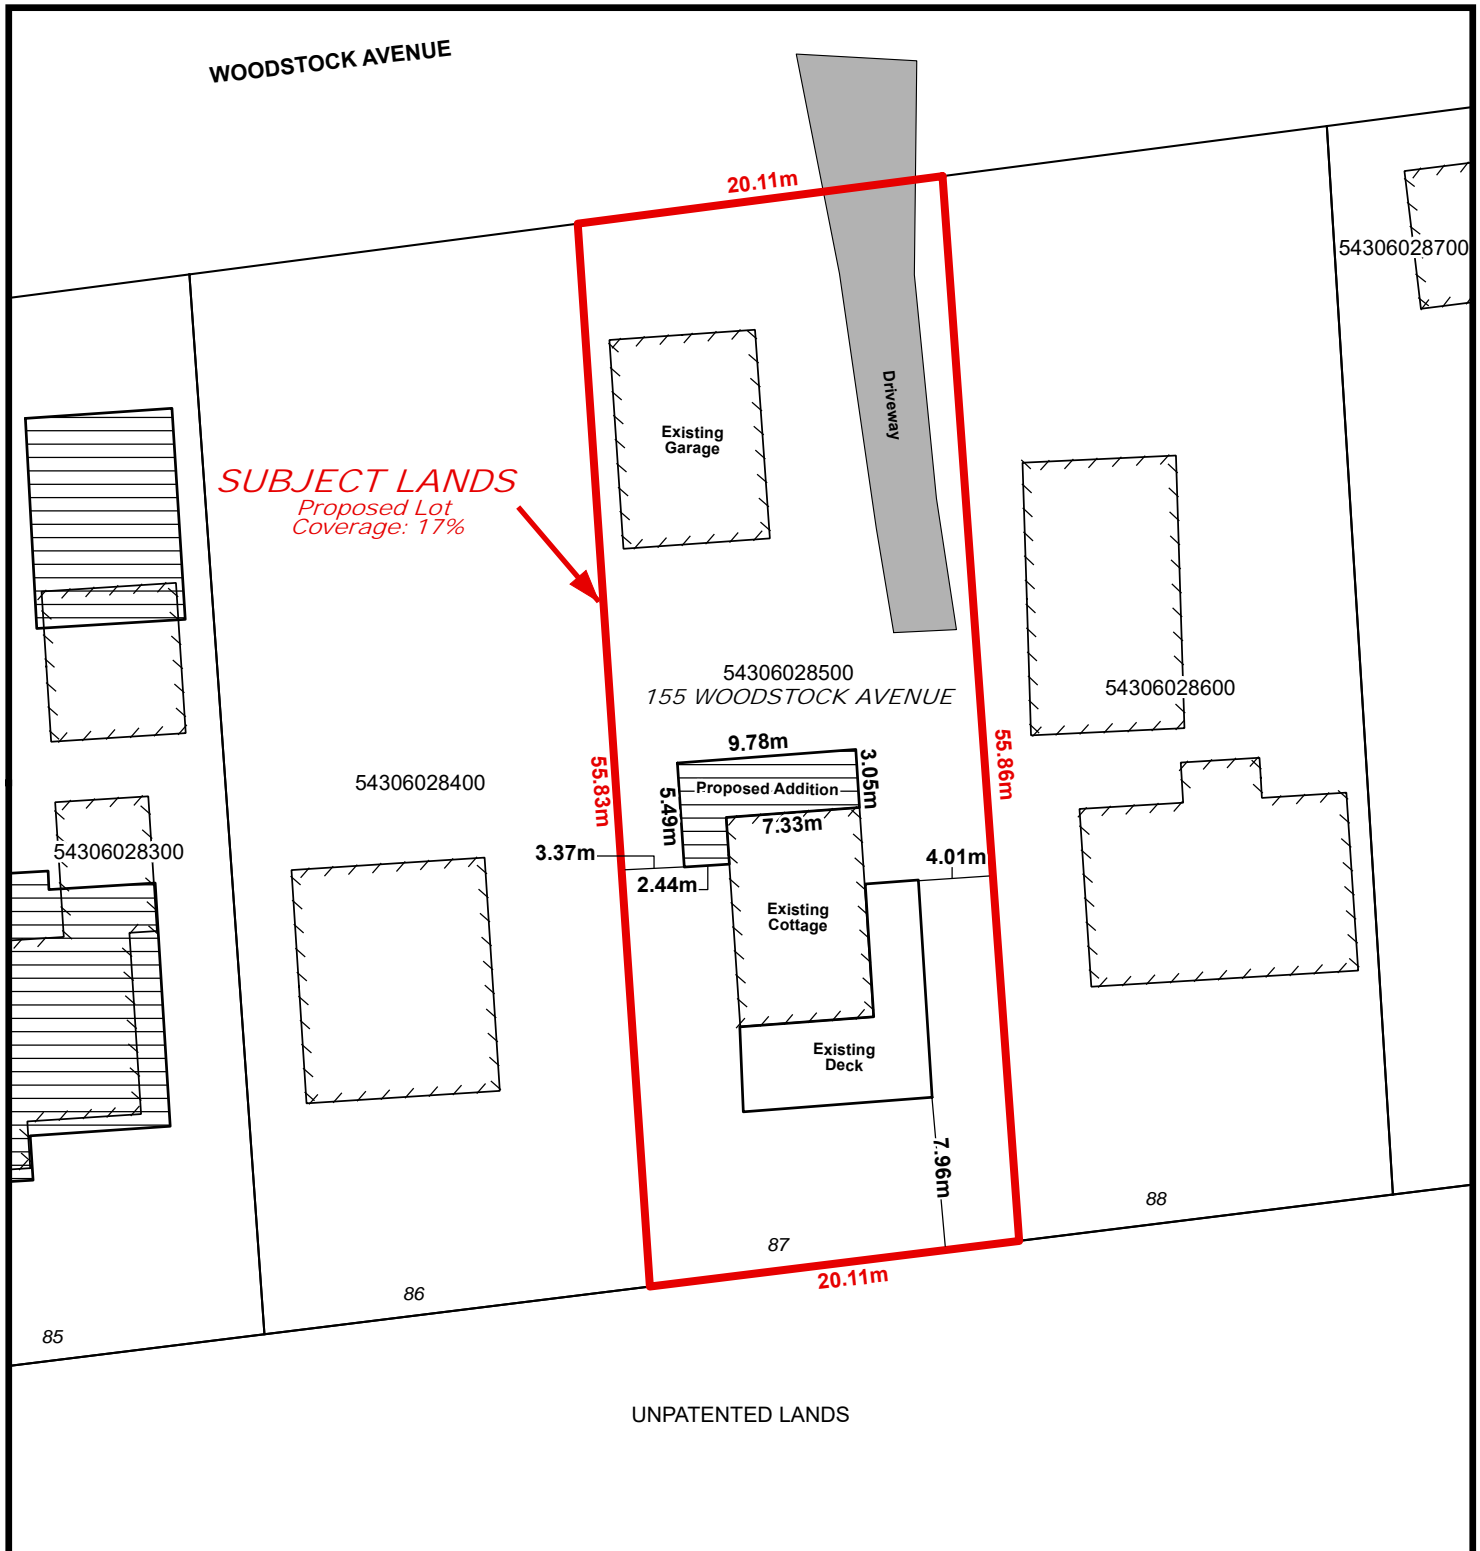 WOODSTOCK AVENUE
20.11m
54306028700
Driveway
Existing
Garage
SUBJECT LANDS
Proposed Lot
Coverage: 17%
54306028500
155 WOODSTOCK AVENUE
54306028600
9.78m
3.05m
55.86m
55.83m
54306028400
Proposed Addition
5.49m
7.33m
54306028300
3.37m
4.01m
2.44m
Existing
Cottage
Existing
Deck
7.96m
88
87
20.11m
86
85
UNPATENTED LANDS